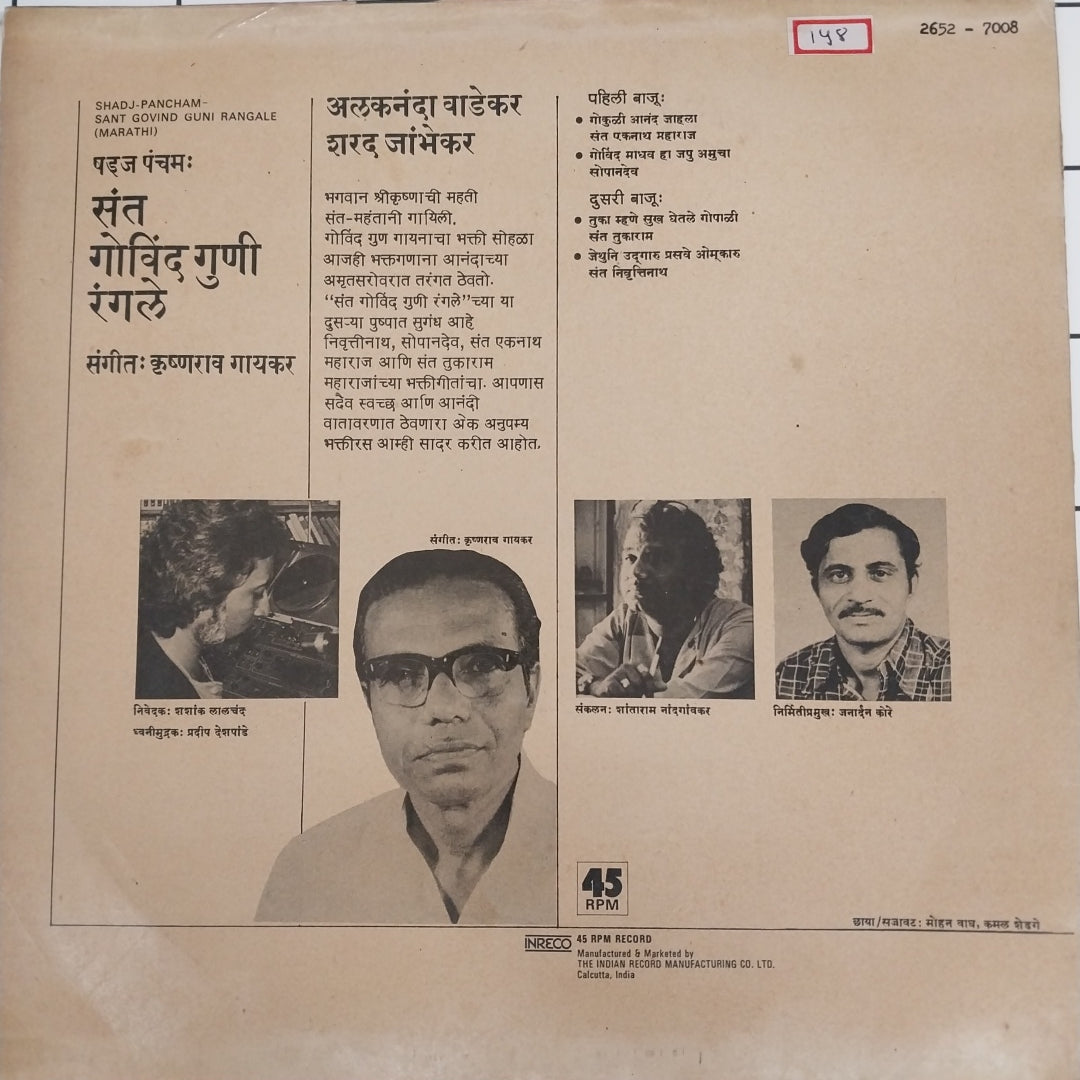 148
2652 - 7008
SHADJ-PANCHAM-
SANT GOVIND GUNI RANGALE
(MARATHI)
षड्ज पंचमः
संत
गोविंद गुणी
रंगले
संगीतः कृष्णराव गायकर
अलकनंदा वाडेकर
शरद जांभेकर
भगवान श्रीकृष्णाची महती
संत-महंतानी गायिली.
गोविंद गुण गायनाचा भक्ती सोहळा
आजही भक्तगणाना आनंदाच्या
अमृतसरोवरात तरंगत ठेवतो.
“संत गोविंद गुणी रंगले”च्या या
दुसऱ्या पुष्पात सुगंध आहे
निवृत्तीनाथ, सोपानदेव, संत एकनाथ
महाराज आणि संत तुकाराम
महाराजांच्या भक्तीगीतांचा. आपणास
सदैव स्वच्छ आणि आनंदी
वातावरणात ठेवणारा अेक अनुपम्य
भक्तीरस आम्ही सादर करीत आहोत.
पहिली बाजूः
• गोकुळी आनंद जाहला
संत एकनाथ महाराज
• गोविंद माधव हा जपु अमुचा
सोपानदेव
दुसरी बाजूः
• तुका म्हणे सुख घेतले गोपाळी
संत तुकाराम
• जेथुनि उद्‌गारु प्रसवे ओम्‌कारु
संत निवृत्तिनाथ
निवेदकः शशांक लालचंद
ध्वनीमुद्रकः प्रदीप देशपांडे
संगीतः कृष्णराव गायकर
संकलनः शांताराम नांदगांवकर
निर्मितीप्रमुखः जनार्दन कोरे
45
RPM
छाया/सजावटः मोहन वाघ, कमल शेडगे
INRECO
45 RPM RECORD
Manufactured & Marketed by
THE INDIAN RECORD MANUFACTURING CO. LTD.
Calcutta, India